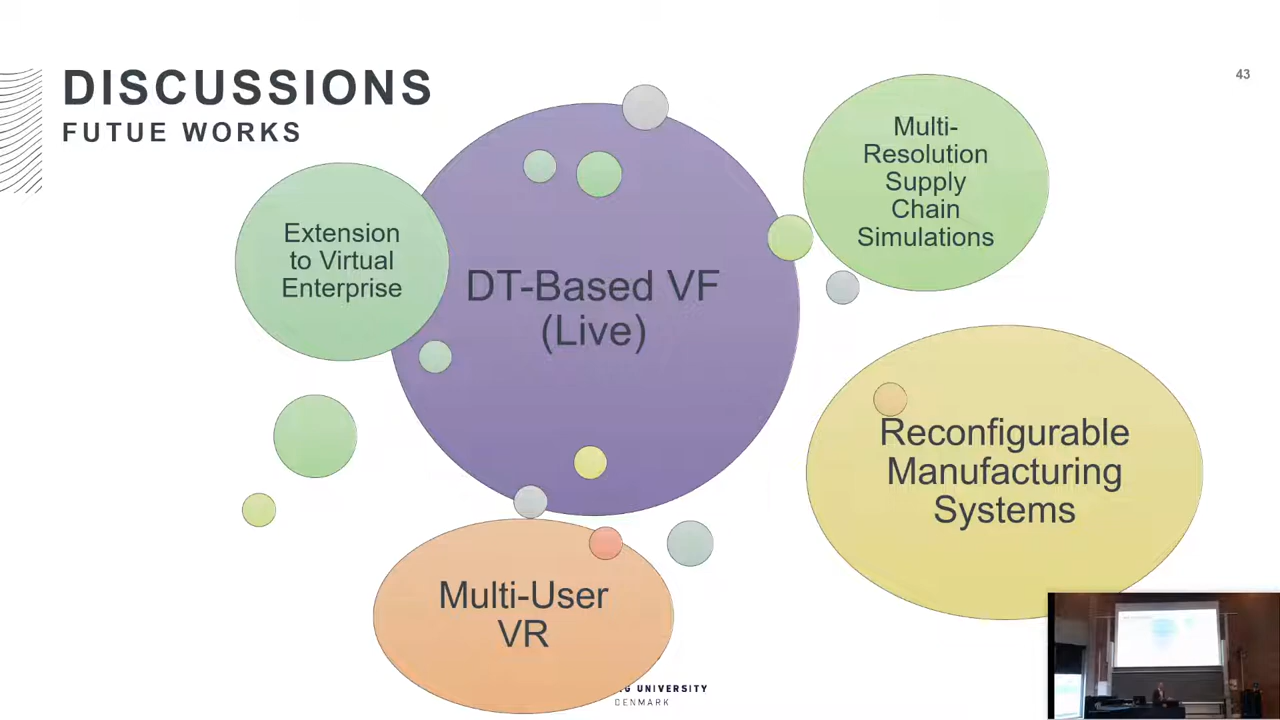 DISCUSSIONS
FUTUE WORKS
43
Extension
to Virtual
Enterprise
DT-Based VF
(Live)
Multi-
Resolution
Supply
Chain
Simulations
Reconfigurable
Manufacturing
Systems
Multi-User
VR
G UNIVERSITY
DENMARK